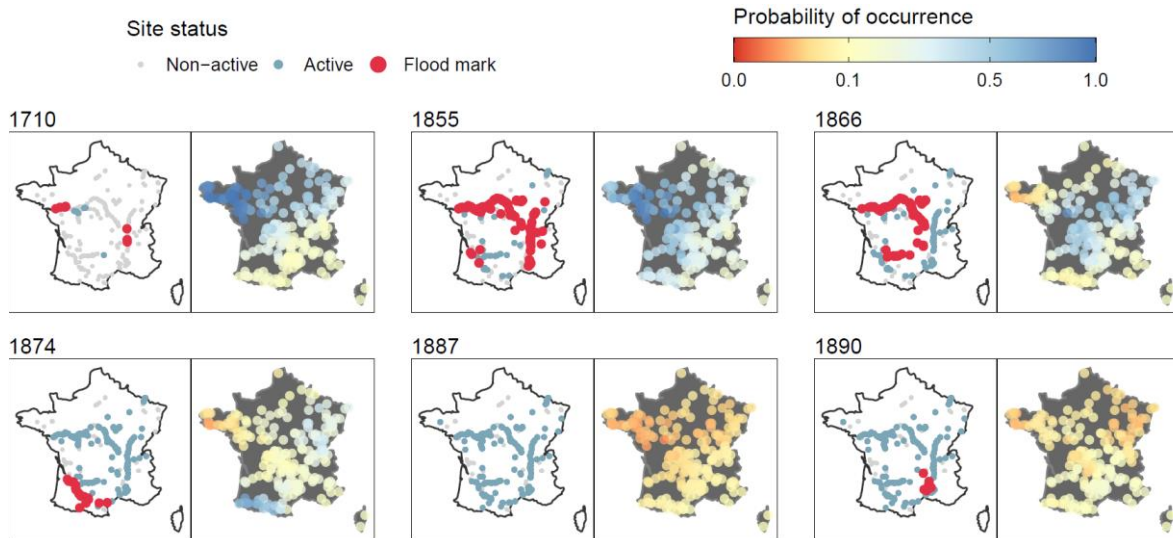 Site status
Non−active Active Flood mark
Probability of occurrence
0.0 0.1 0.5 1.0
1710
1855
1866
1874
1887
1890